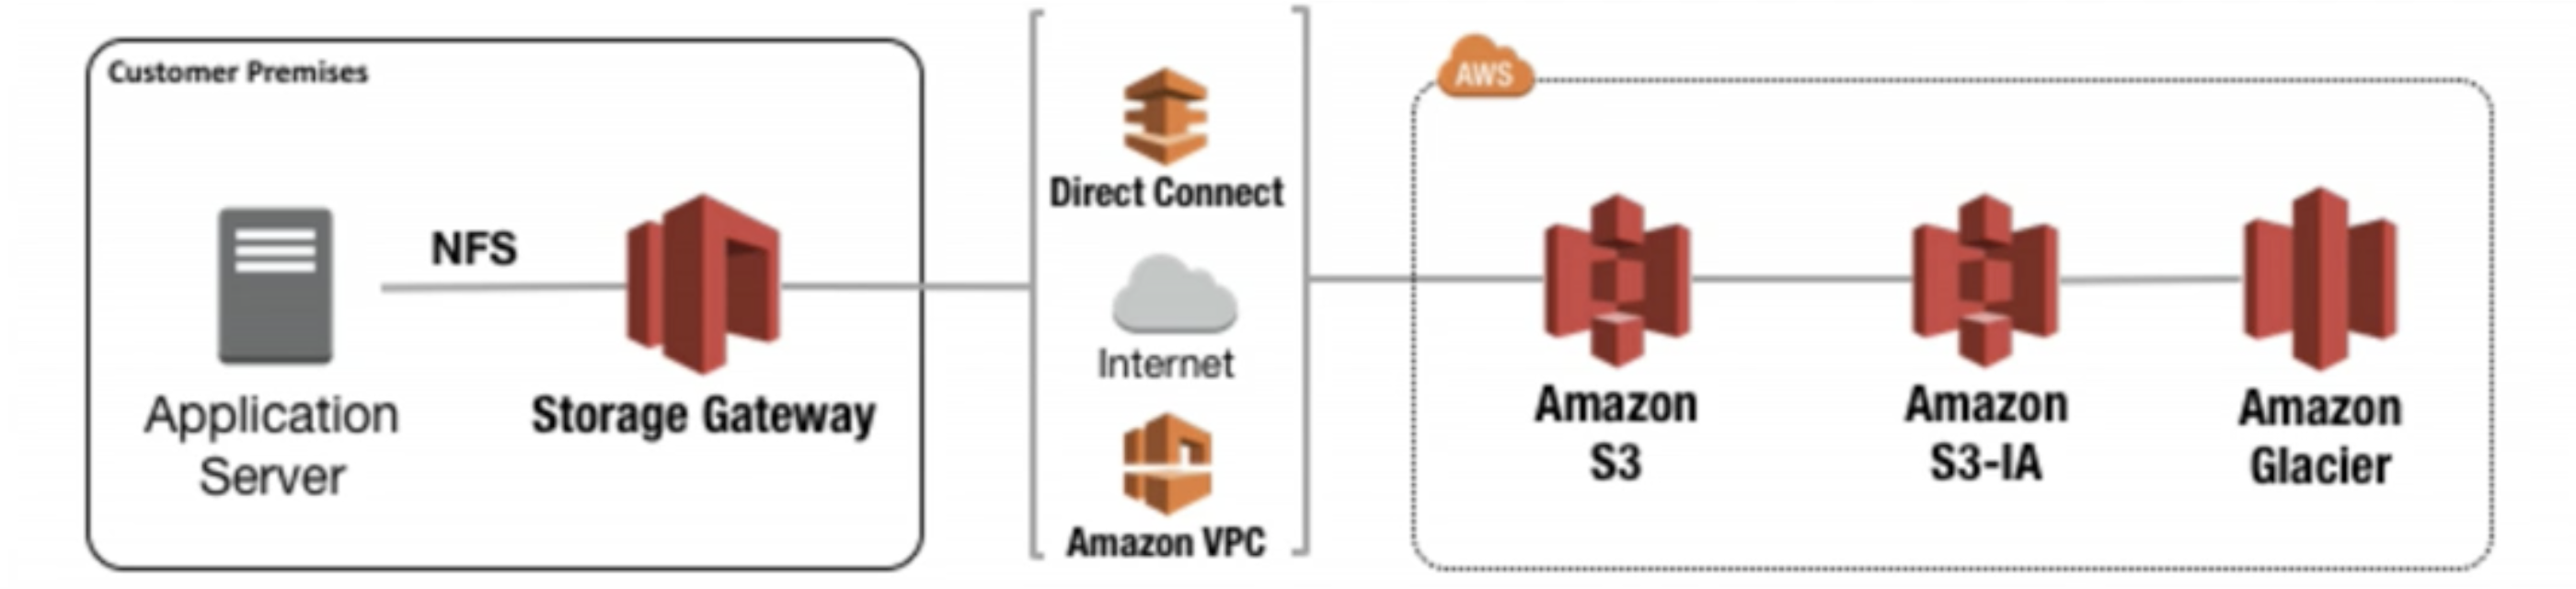 Customer Premises
NFS
Application
Server
Storage Gateway
Direct Connect
Internet
Amazon VPC
AWS
Amazon
S3
Amazon
S3-IA
Amazon
Glacier